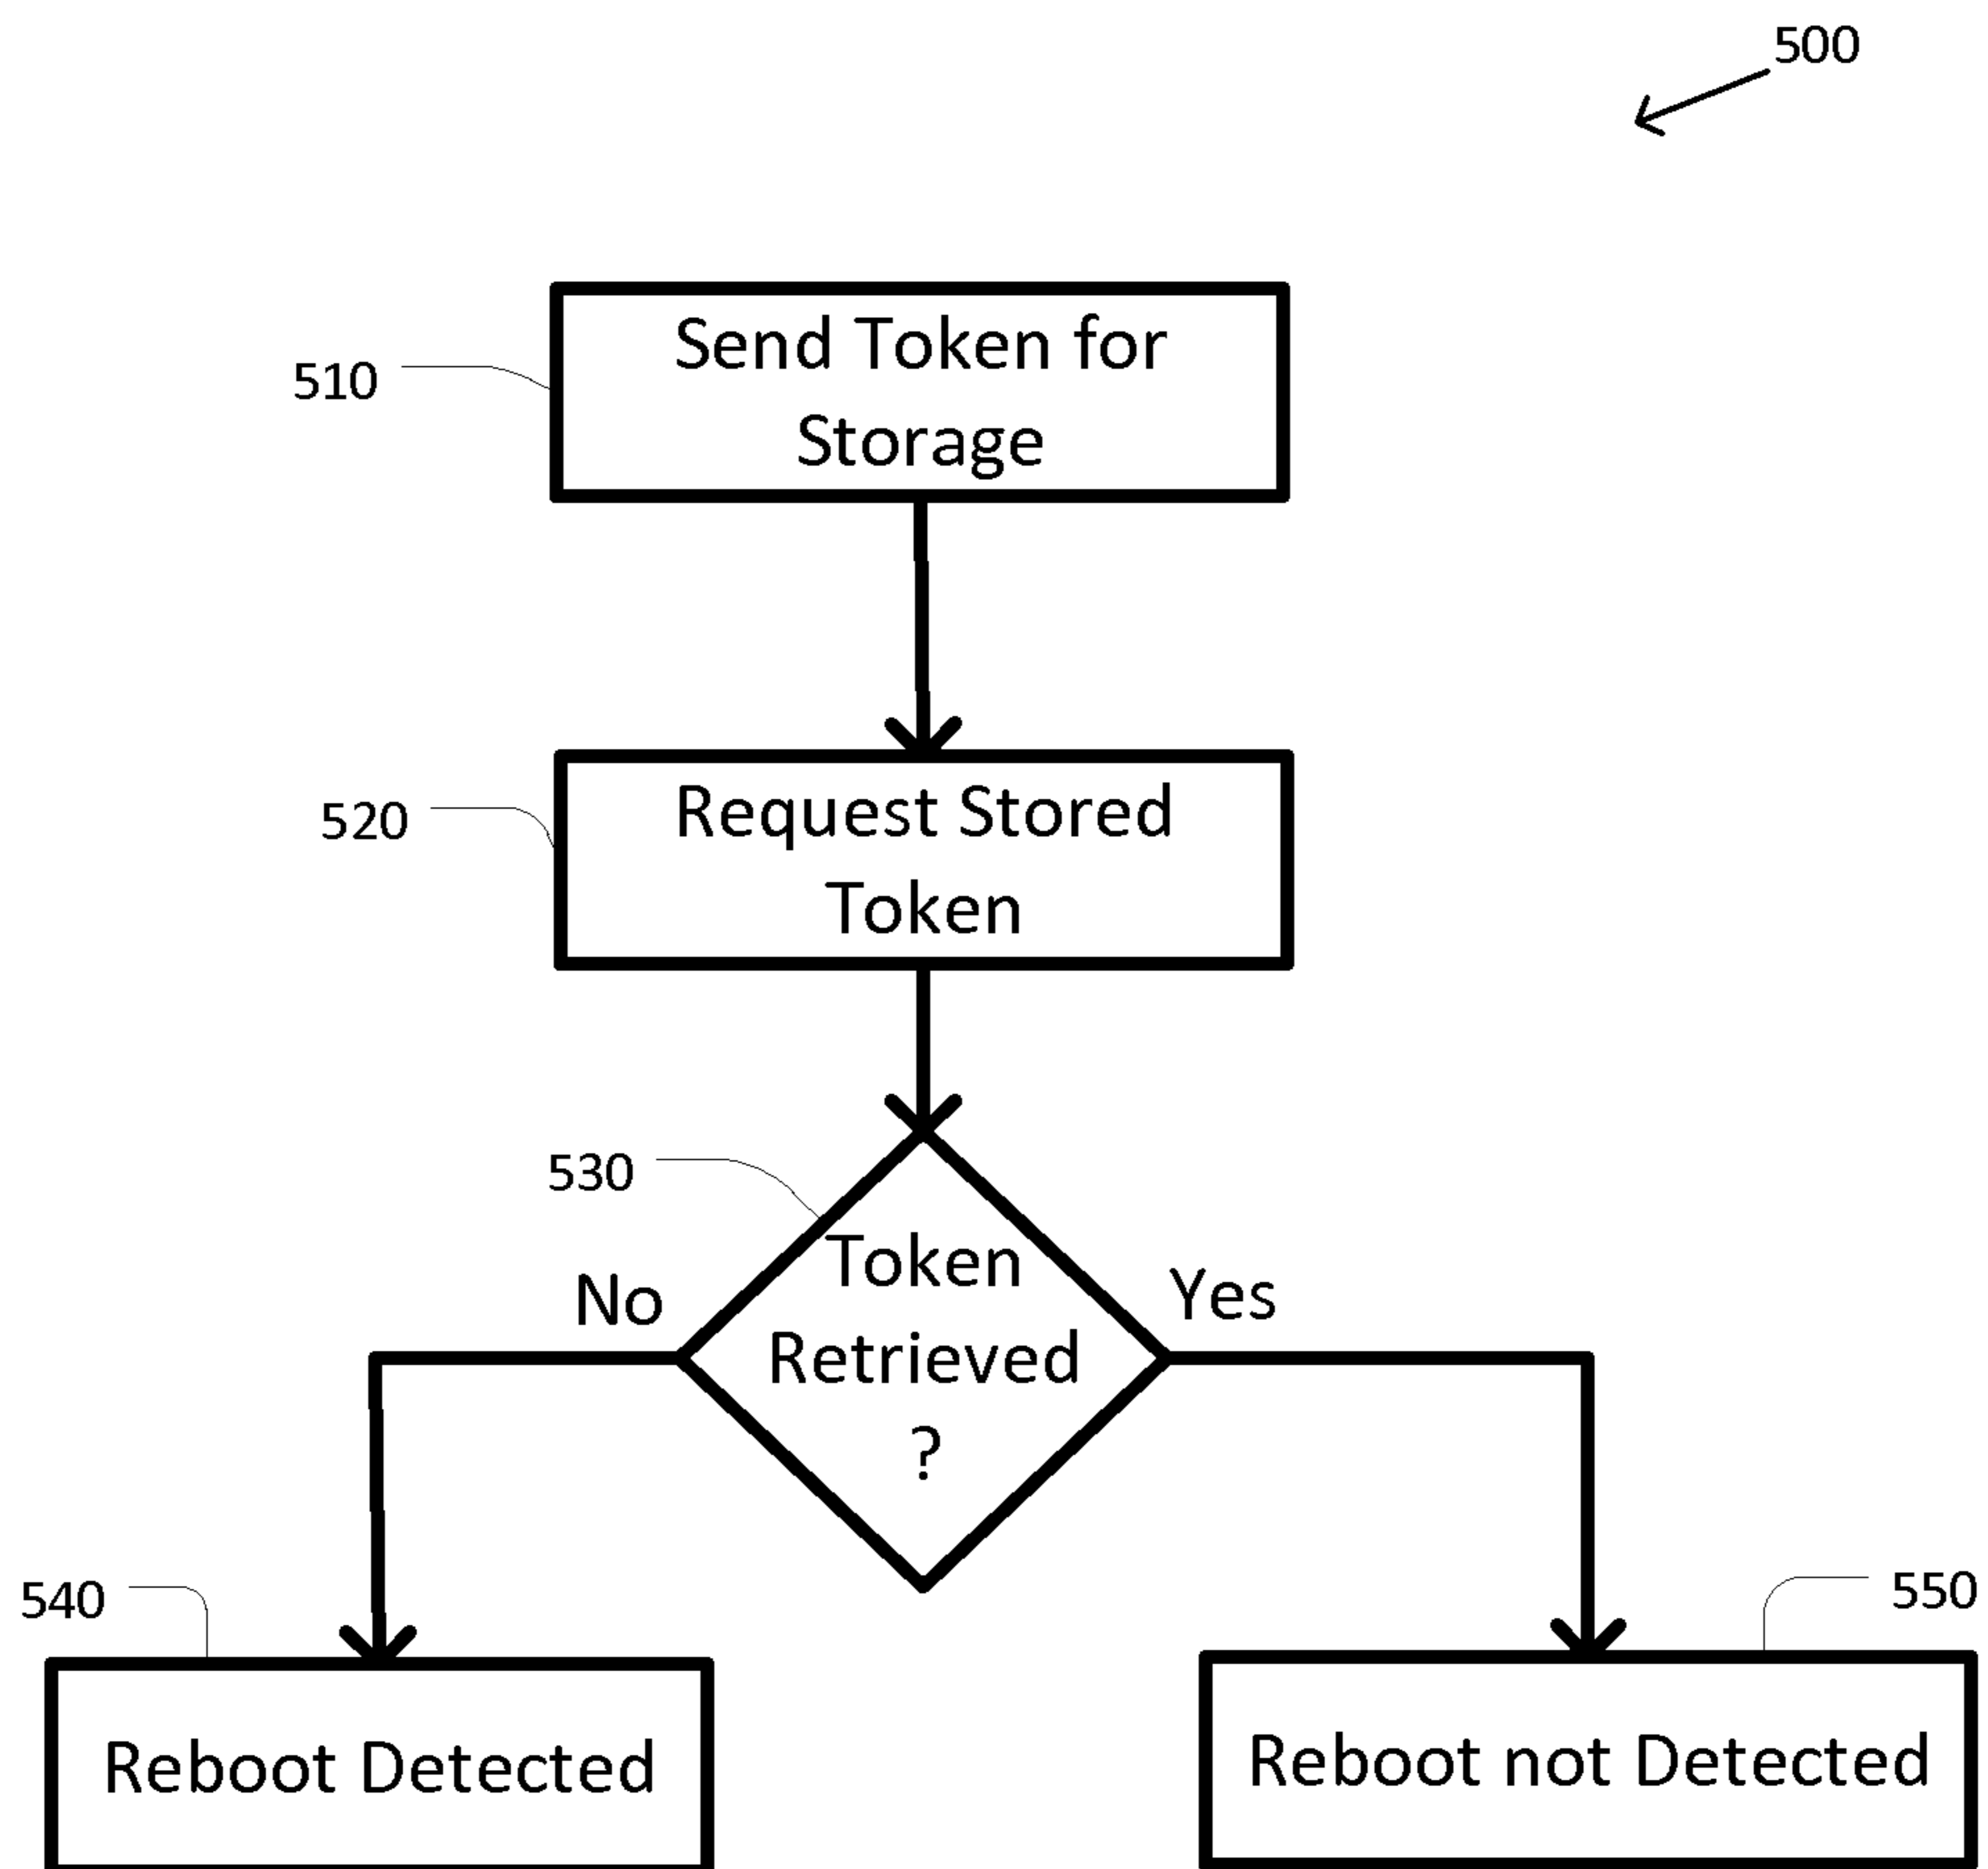 500
510
Send Token for
Storage
520
Request Stored
Token
530
Token
Retrieved
?
No
Yes
540
Reboot Detected
550
Reboot not Detected